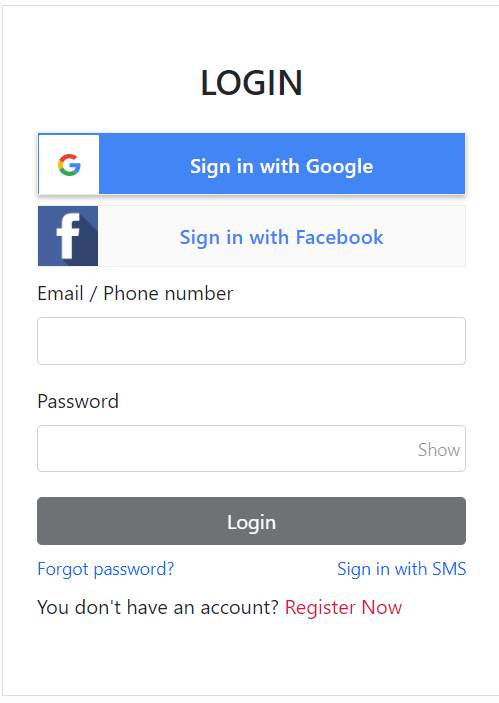 LOGIN
Sign in with Google
Sign in with Facebook
Email / Phone number
Password
Show
Login
Forgot password? Sign in with SMS
You don't have an account? Register Now